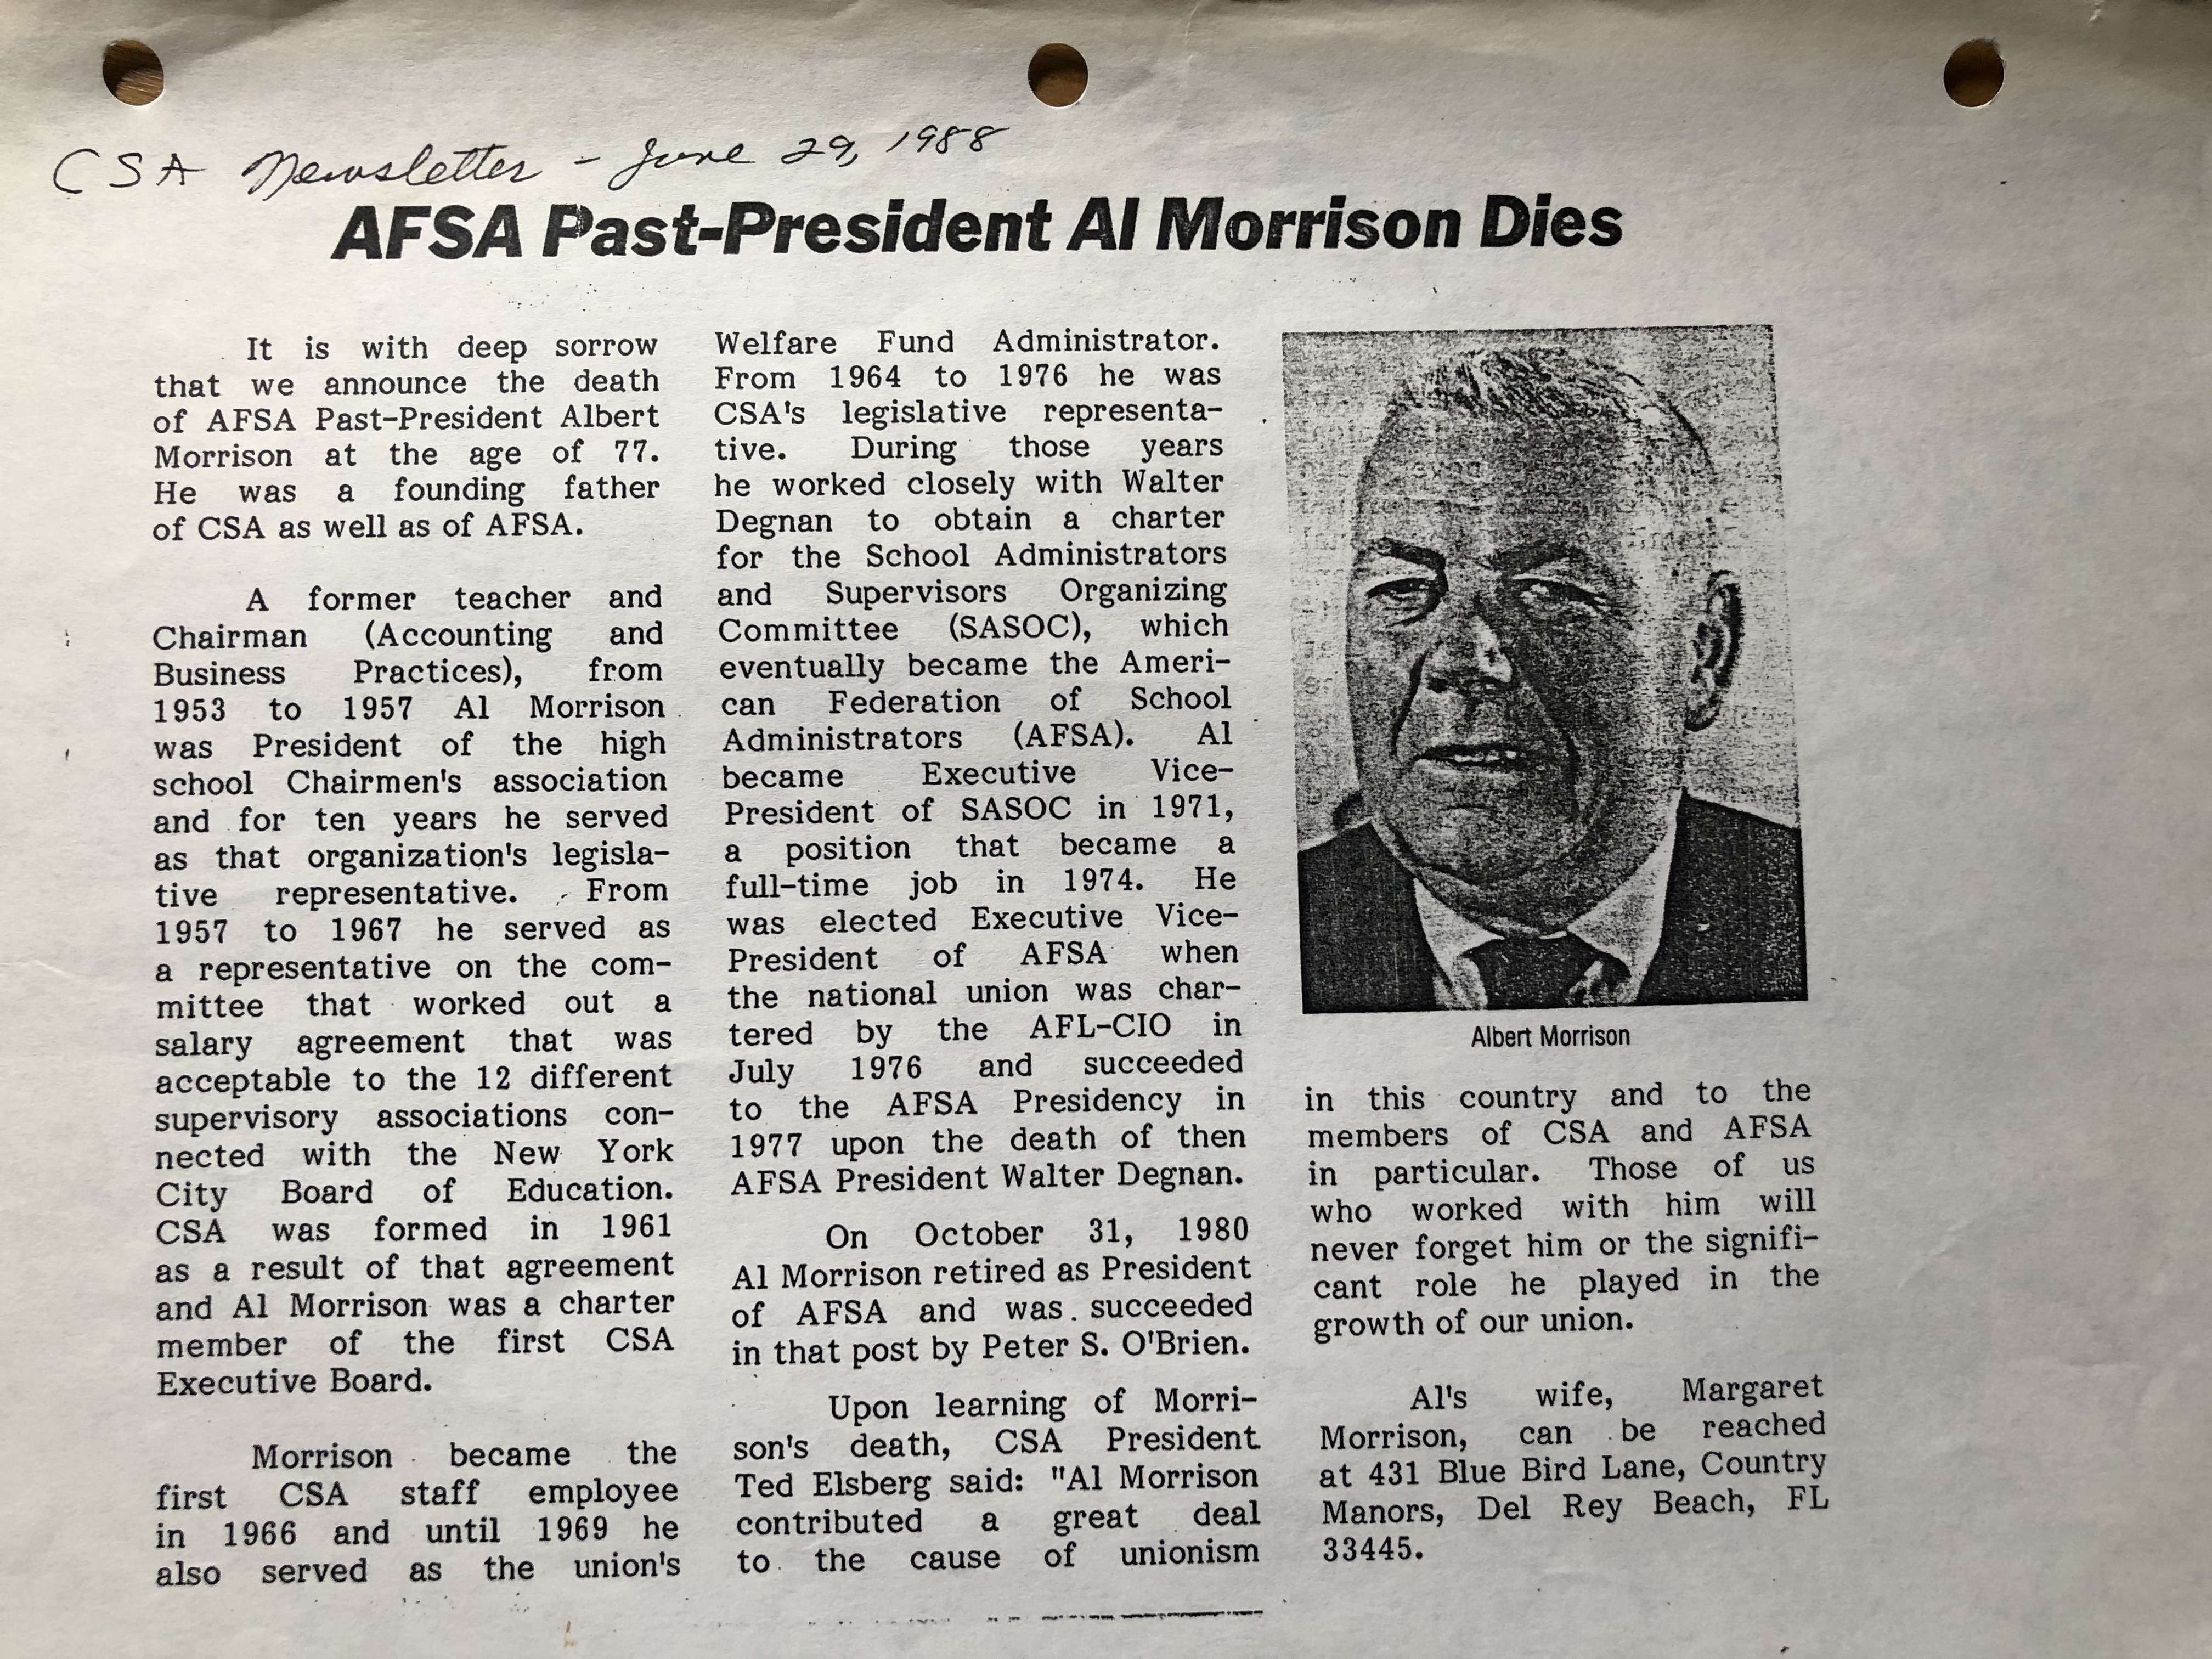 CSA Newsletter - June 29, 1988
AFSA Past-President Al Morrison Dies
It is with deep sorrow
that we announce the death
of AFSA Past-President Albert
Morrison at the age of 77.
He was a founding father
of CSA as well as of AFSA.
A former teacher and
Chairman (Accounting and
Business Practices), from
1953 to 1957 Al Morrison
was President of the high
school Chairmen's association
and for ten years he served
as that organization's legisla-
tive representative. From
1957 to 1967 he served as
a representative on the com-
mittee that worked out a
salary agreement that was
acceptable to the 12 different
supervisory associations con-
nected with the New York
City Board of Education.
CSA was formed in 1961
as a result of that agreement
and Al Morrison was a charter
member of the first CSA
Executive Board.
Morrison became the
first CSA staff employee
in 1966 and until 1969 he
also served as the union's
Welfare Fund Administrator.
From 1964 to 1976 he was
CSA's legislative representa-
tive. During those years
he worked closely with Walter
Degnan to obtain a charter
for the School Administrators
and Supervisors Organizing
Committee (SASOC), which
eventually became the Ameri-
can Federation of School
Administrators (AFSA). Al
became Executive Vice-
President of SASOC in 1971,
a position that became a
full-time job in 1974. He
was elected Executive Vice-
President of AFSA when
the national union was char-
tered by the AFL-CIO in
July 1976 and succeeded
to the AFSA Presidency in
1977 upon the death of then
AFSA President Walter Degnan.
On October 31, 1980
Al Morrison retired as President
of AFSA and was succeeded
in that post by Peter S. O'Brien.
Upon learning of Morri-
son's death, CSA President
Ted Elsberg said: "Al Morrison
contributed a great deal
to the cause of unionism
Albert Morrison
in this country and to the
members of CSA and AFSA
in particular. Those of us
who worked with him will
never forget him or the signifi-
cant role he played in the
growth of our union.
Al's wife, Margaret
Morrison, can be reached
at 431 Blue Bird Lane, Country
Manors, Del Rey Beach, FL
33445.